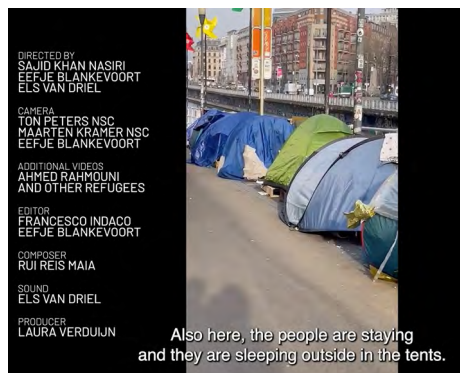 DIRECTED BY
SAJID KHAN NASIRI
EEFJE BLANKEVOORT
ELS VAN DRIEL
CAMERA
TON PETERS NSC
MAARTEN KRAMER NSC
EEFJE BLANKEVOORT
ADDITIONAL VIDEOS
AHMED RAHMOUNI
AND OTHER REFUGEES
EDITOR
FRANCESCO INDACO
EEFJE BLANKEVOORT
COMPOSER
RUI REIS MAIA
SOUND
ELS VAN DRIEL
PRODUCER
LAURA VERDUIJN
Also here, the people are staying
and they are sleeping outside in the tents.